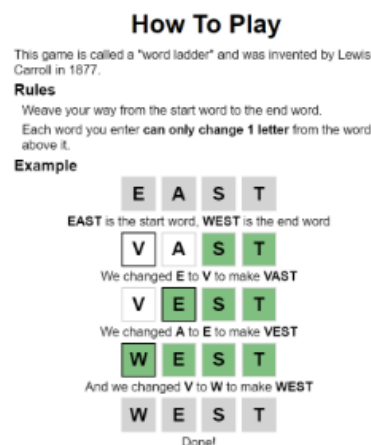 How To Play
This game is called a "word ladder" and was invented by Lewis
Carroll in 1877.
Rules
Weave your way from the start word to the end word.
Each word you enter can only change 1 letter from the word
above it.
Example
E A S T
EAST is the start word, WEST is the end word
V A S T
We changed E to V to make VAST
V E S T
We changed A to E to make VEST
W E S T
And we changed V to W to make WEST
W E S T
Done!